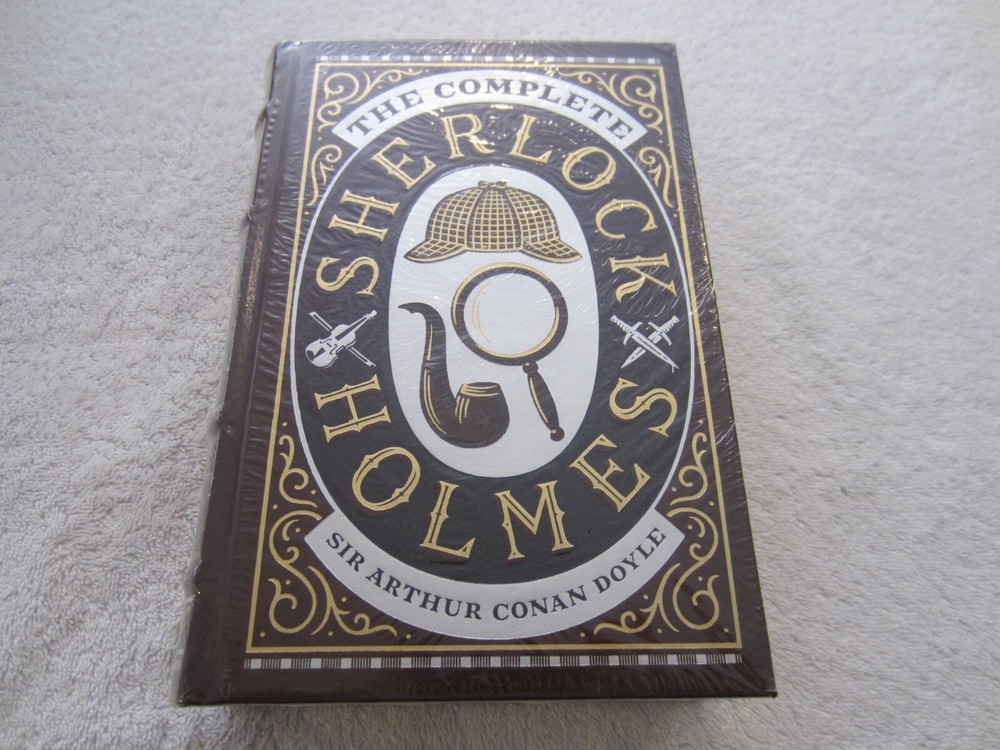 THE COMPLETE
SHERLOCK
HOLMES
SIR ARTHUR CONAN DOYLE